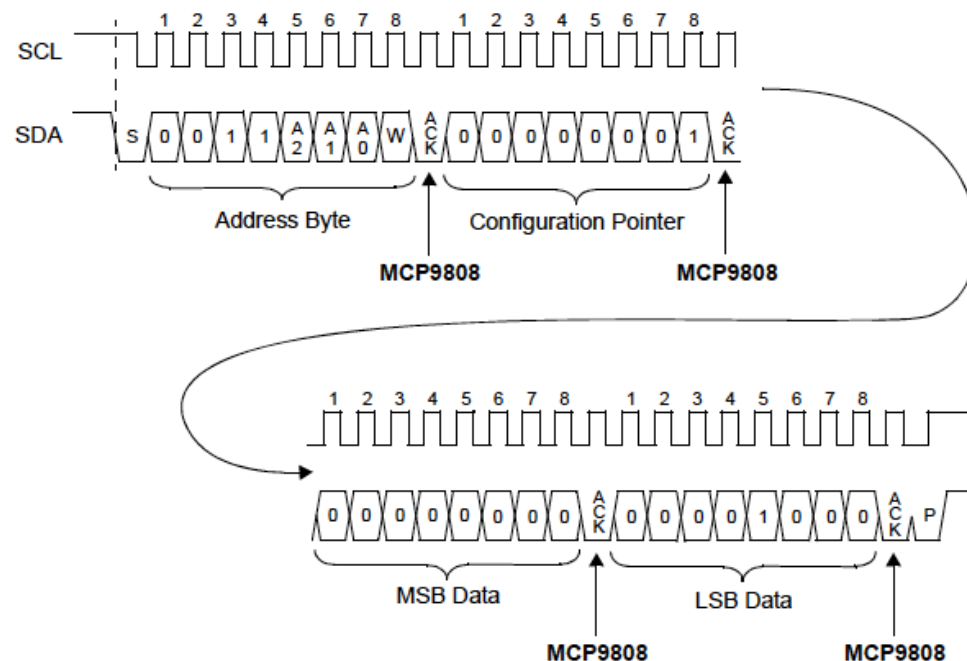 1 2 3 4 5 6 7 8 1 2 3 4 5 6 7 8
SCL
SDA S 0 0 1 1 A2 A1 A0 W ACK 0 0 0 0 0 0 0 1 ACK
Address Byte Configuration Pointer
MCP9808 MCP9808
1 2 3 4 5 6 7 8 1 2 3 4 5 6 7 8
0 0 0 0 0 0 0 0 ACK 0 0 0 0 1 0 0 0 ACK P
MSB Data LSB Data
MCP9808 MCP9808